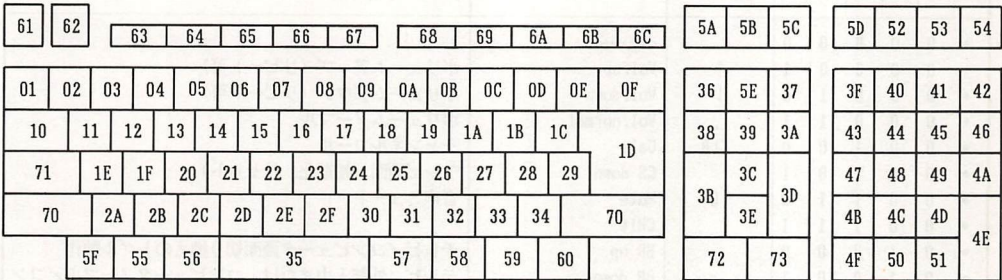 61 62 63 64 65 66 67 68 69 6A 6B 6C 5A 5B 5C 5D 52 53 54
01 02 03 04 05 06 07 08 09 0A 0B 0C 0D 0E 0F 36 5E 37 3F 40 41 42
10 11 12 13 14 15 16 17 18 19 1A 1B 1C 1D 38 39 3A 43 44 45 46
71 1E 1F 20 21 22 23 24 25 26 27 28 29 3B 3C 3D 47 48 49 4A
70 2A 2B 2C 2D 2E 2F 30 31 32 33 34 70 3E 4B 4C 4D 4E
5F 55 56 35 57 58 59 60 72 73 4F 50 51